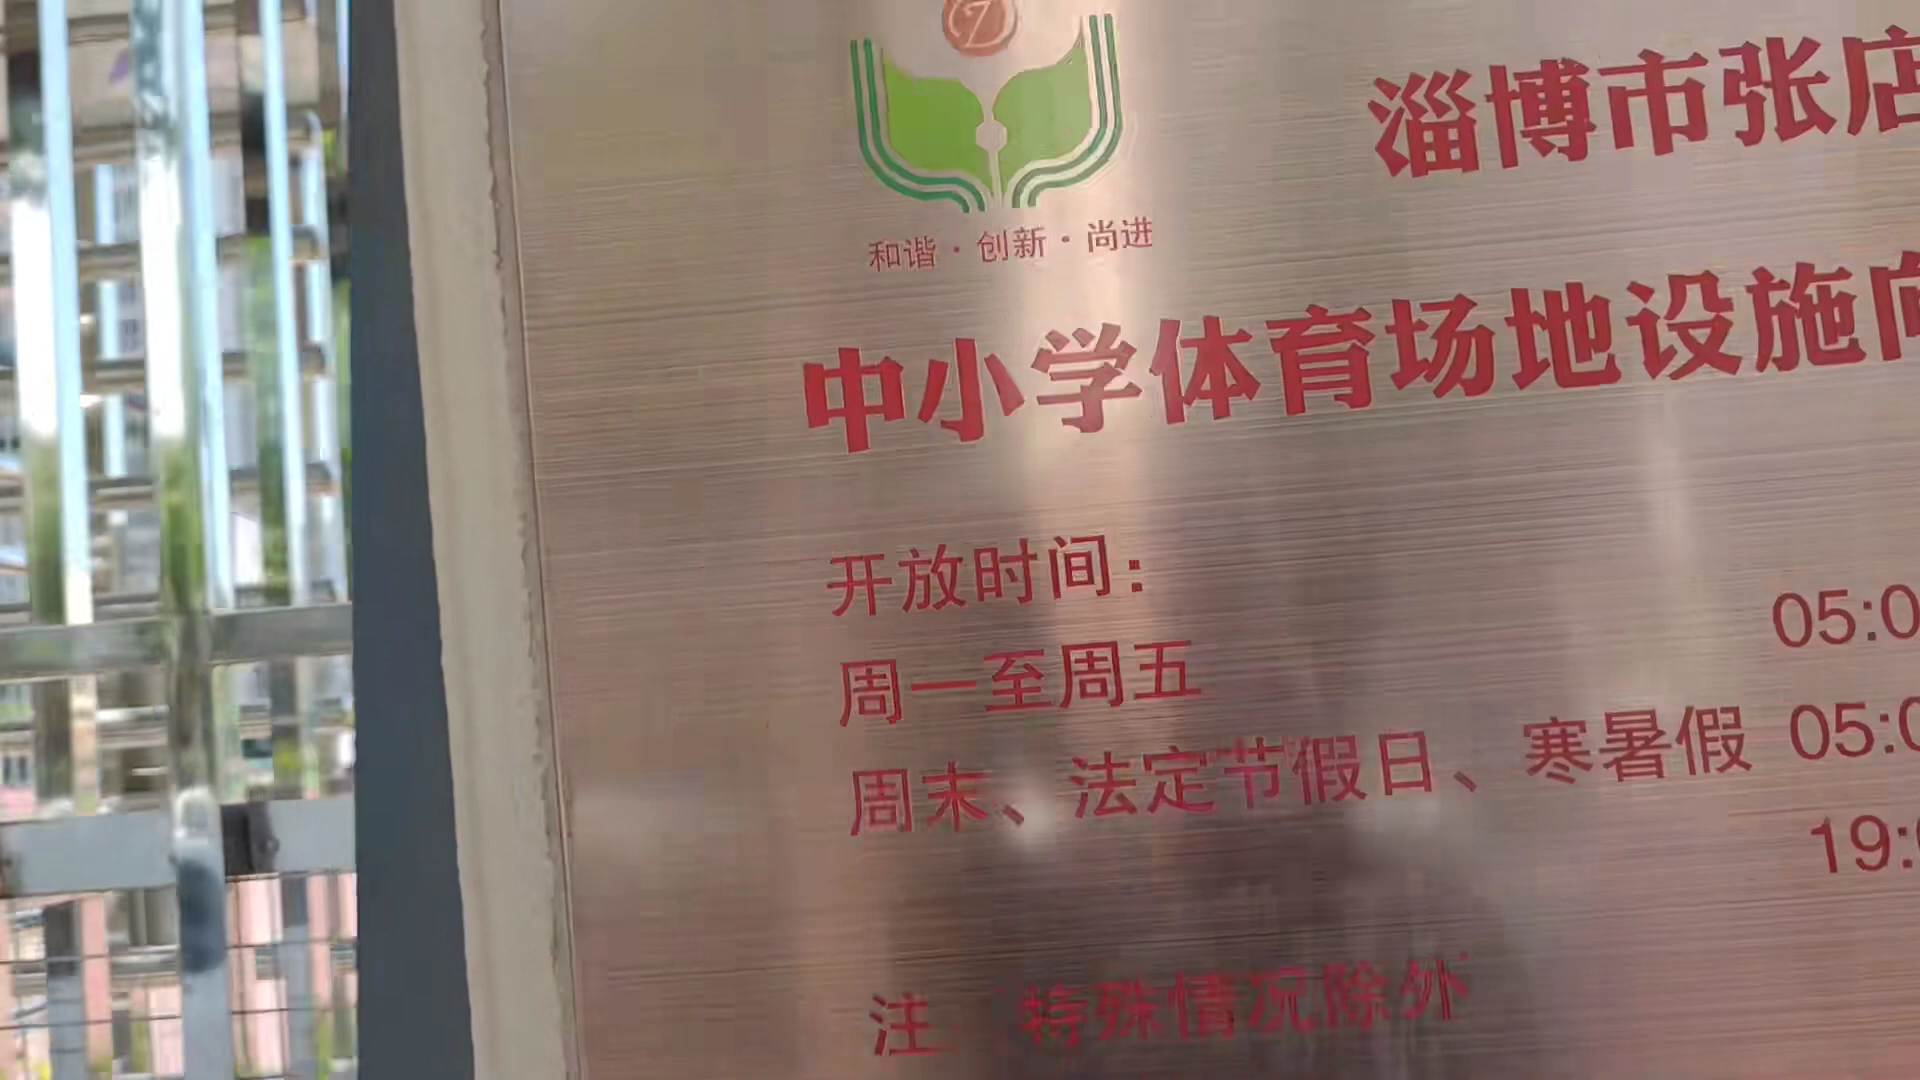 和谐·创新·尚进
淄博市张店
中小学体育场地设施向
开放时间:
周一至周五 05:0
周末、法定节假日、寒暑假 05:0
19:
注 特殊情况除外